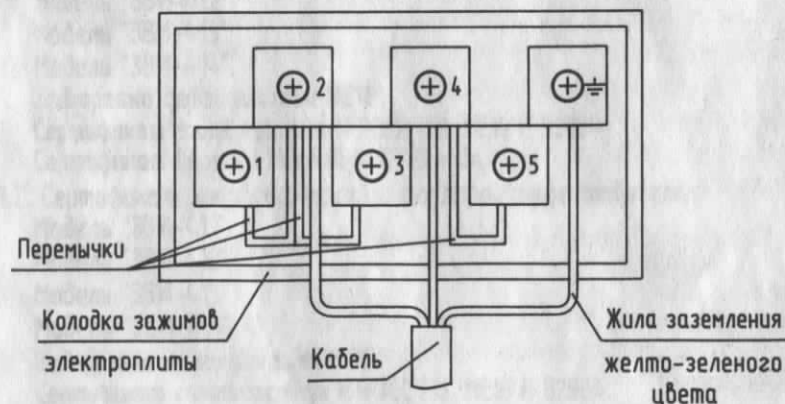 2
4
1
3
5
Перемычки
Колодка зажимов
электроплиты
Кабель
Жила заземления
желто-зеленого
цвета